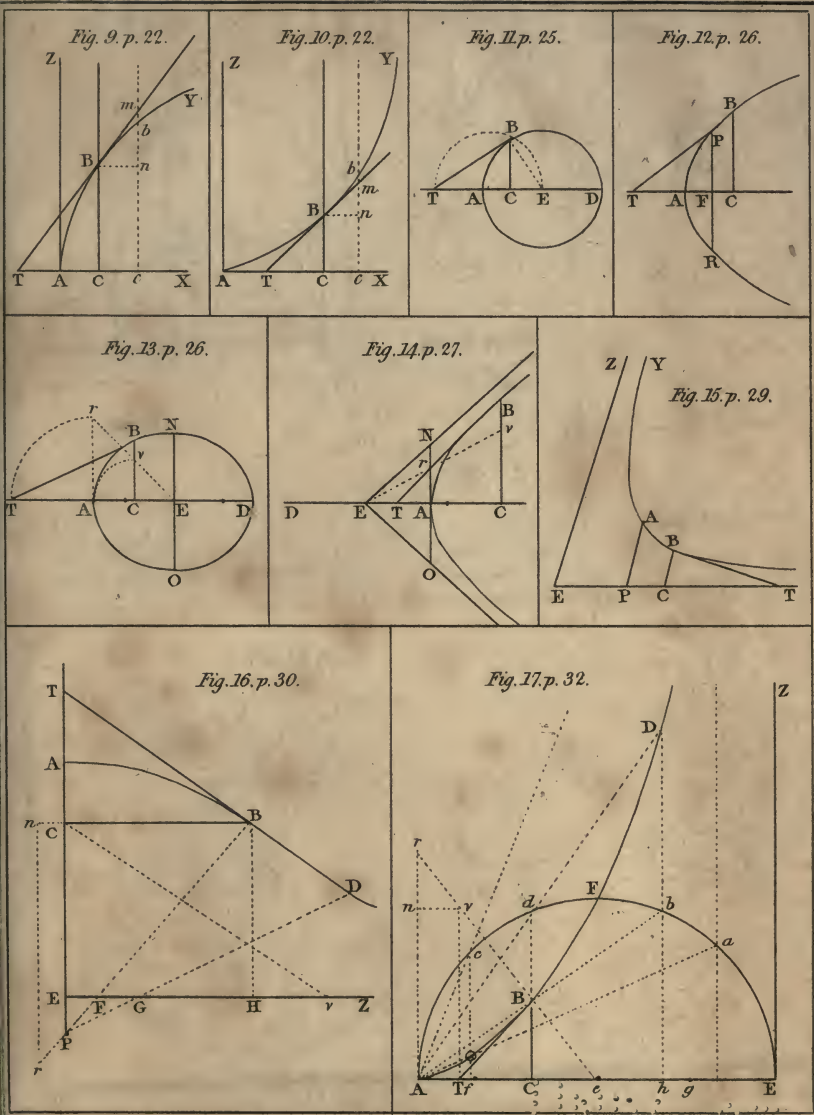 Fig. 9. p. 22.
Z
m
Y
b
B
n
T A C c X
Fig. 10. p. 22.
Z
Y
b
m
B
n
A T C c X
Fig. 11. p. 25.
B
T A C E D
Fig. 12. p. 26.
B
P
T A F C
R
Fig. 13. p. 26.
r
B N
v
T A C E D
O
Fig. 14. p. 27.
B
N
v
r
D E T A C
O
Fig. 15. p. 29.
Z Y
A
B
E P C T
Fig. 16. p. 30.
T
A
n
C
B
D
E F G H v Z
P
r
Fig. 17. p. 32.
Z
D
r
F
n v d b
c a
B
A T f C e h g E